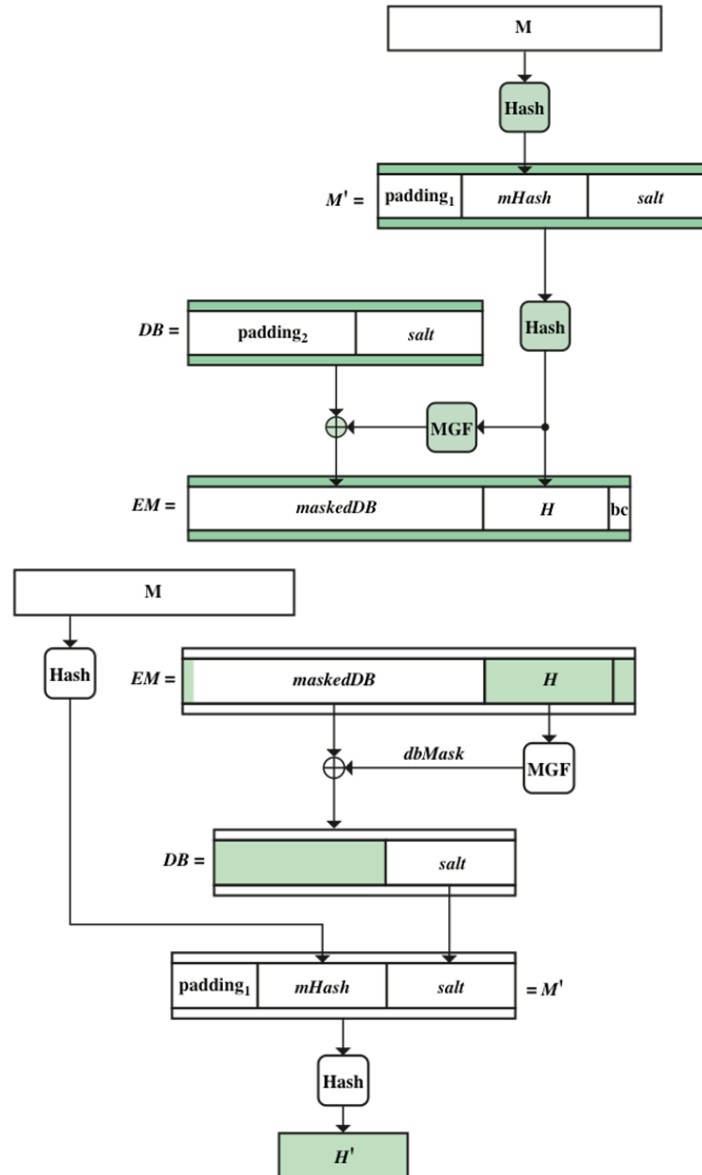 M
Hash
M' = padding₁ mHash salt
Hash
DB = padding₂ salt
MGF
EM = maskedDB H bc
M
Hash
EM = maskedDB H
dbMask
MGF
DB = salt
padding₁ mHash salt = M'
Hash
H'